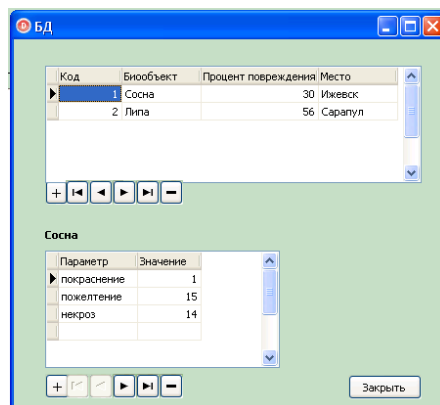 БД
Код Биообъект Процент повреждения Место
1 Сосна 30 Ижевск
2 Липа 56 Сарапул
Сосна
Параметр Значение
покраснение 1
пожелтение 15
некроз 14
Закрыть